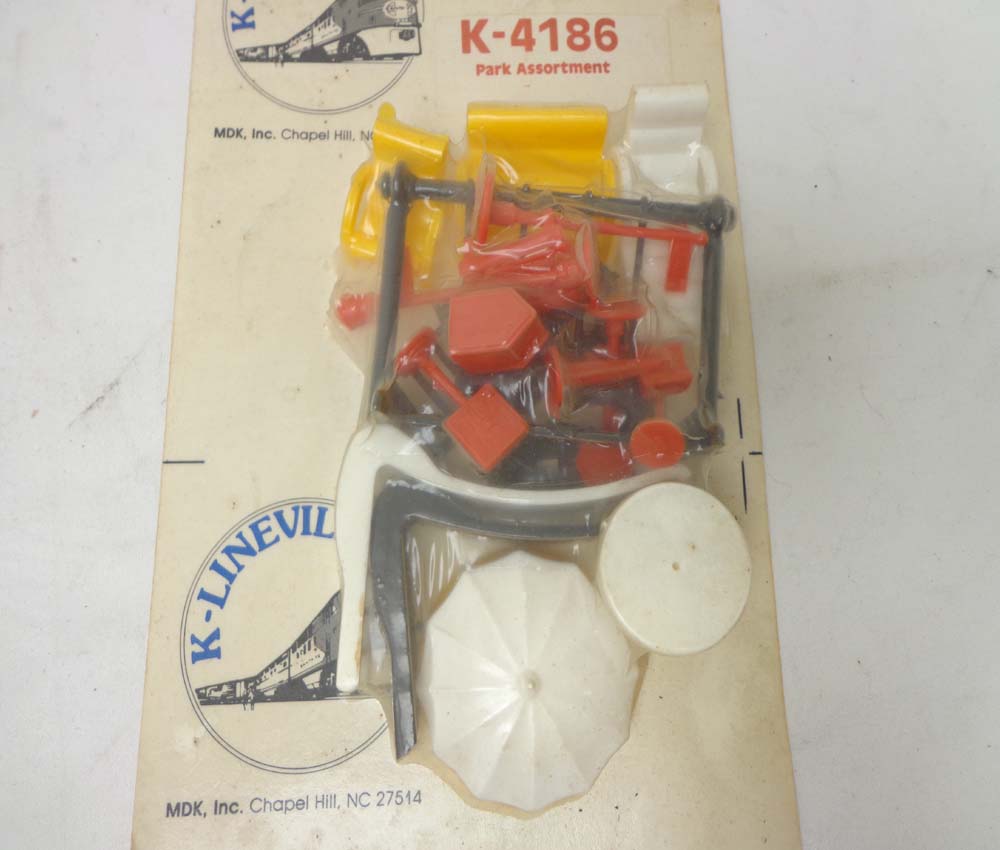 K-
K-4186
Park Assortment
MDK, Inc. Chapel Hill, NC
K-LINEVIL
MDK, Inc. Chapel Hill, NC 27514